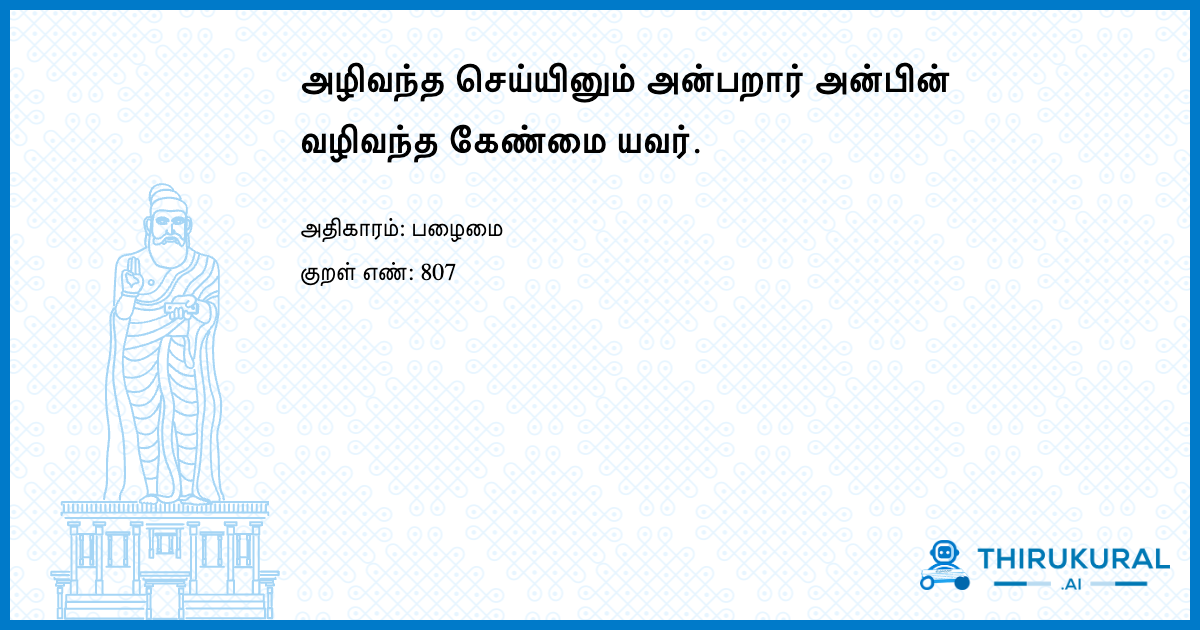 அழிவந்த செய்யினும் அன்பறார் அன்பின்
வழிவந்த கேண்மை யவர்.
அதிகாரம்: பழைமை
குறள் எண்: 807
THIRUKURAL
.AI